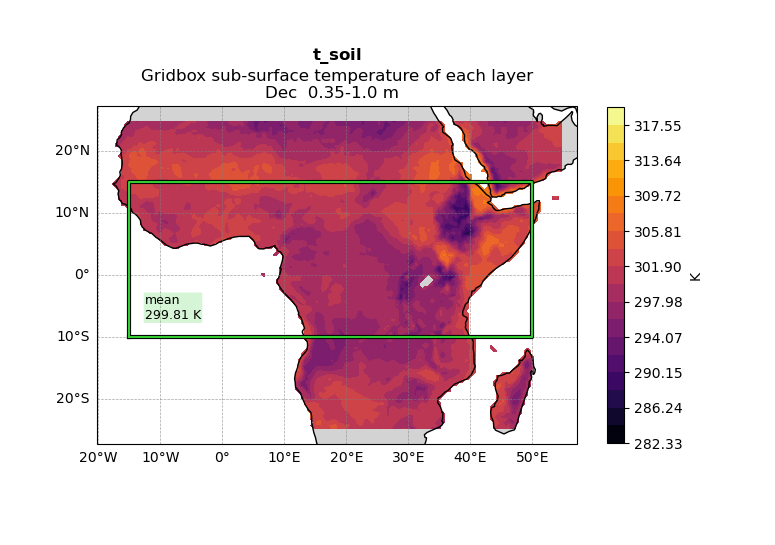 t_soil
Gridbox sub-surface temperature of each layer
Dec  0.35-1.0 m
20°N
10°N
0°
10°S
20°S
mean
299.81 K
20°W 10°W 0° 10°E 20°E 30°E 40°E 50°E
317.55
313.64
309.72
305.81
301.90
297.98
294.07
290.15
286.24
282.33
K